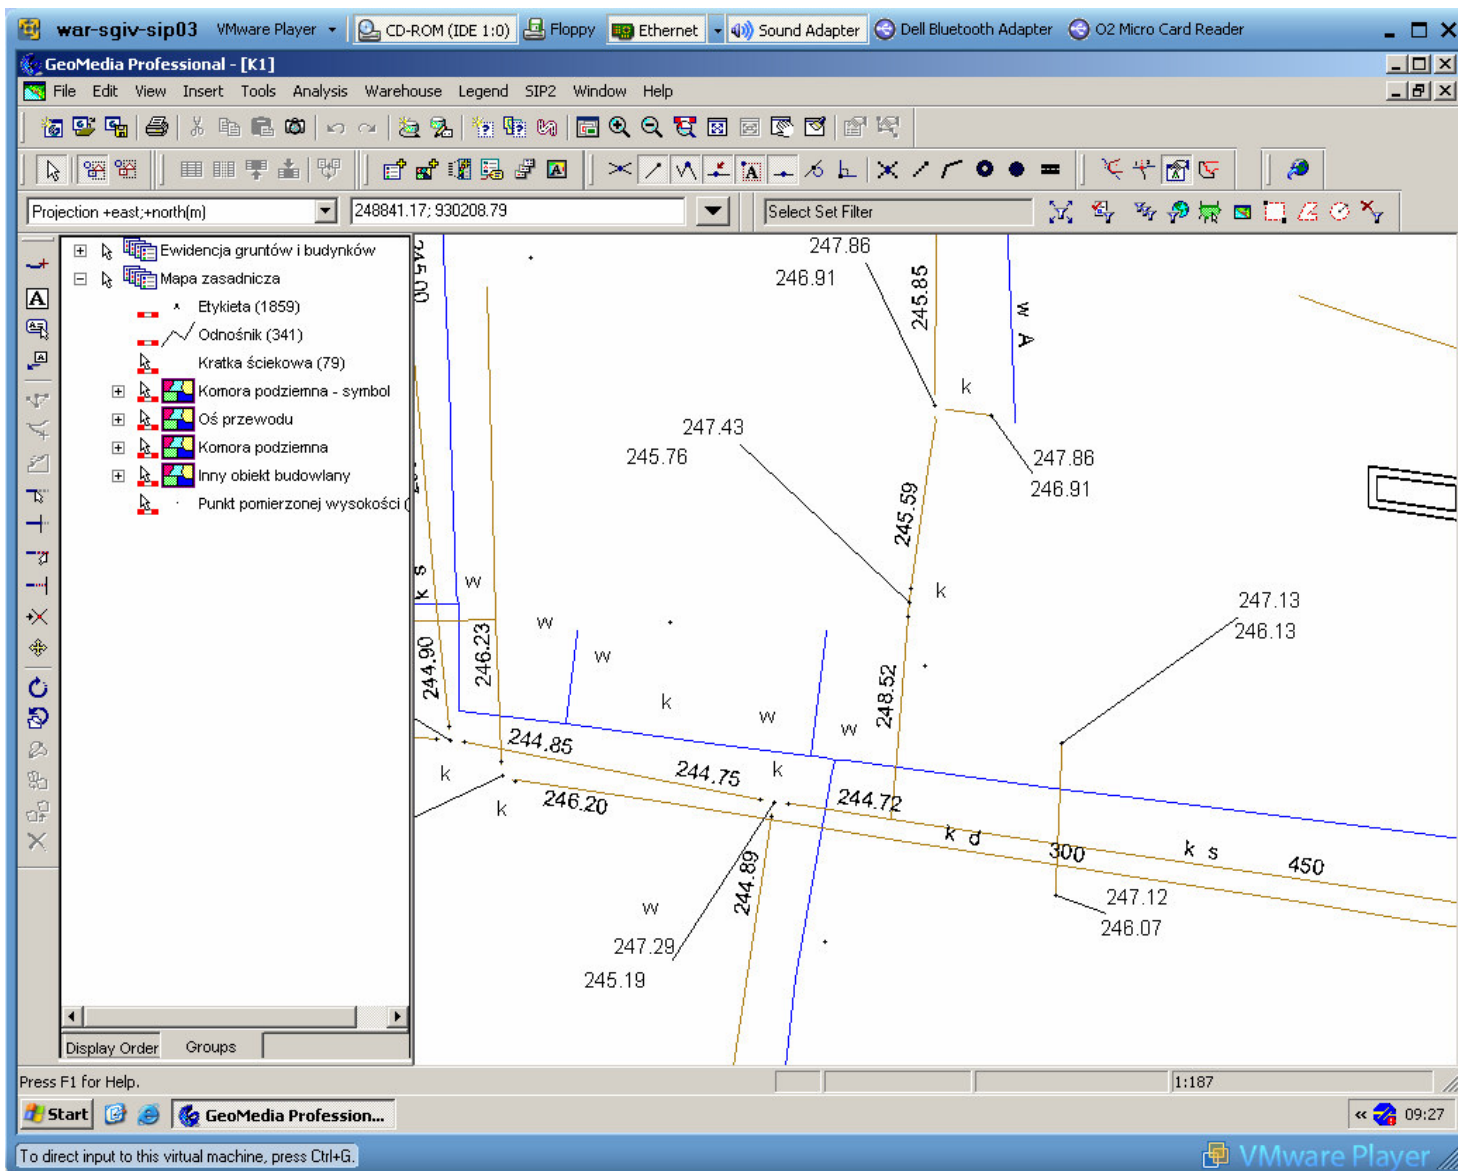 war-sgiv-sip03 VMware Player CD-ROM (IDE 1:0) Floppy Ethernet Sound Adapter Dell Bluetooth Adapter O2 Micro Card Reader
GeoMedia Professional - [K1]
File Edit View Insert Tools Analysis Warehouse Legend SIP2 Window Help
Projection +east;+north(m) 248841.17; 930208.79 Select Set Filter
Ewidencja gruntów i budynków
Mapa zasadnicza
Etykieta (1859)
Odnośnik (341)
Kratka ściekowa (79)
Komora podziemna - symbol
Oś przewodu
Komora podziemna
Inny obiekt budowlany
Punkt pomierzonej wysokości (
Display Order Groups
245.00
247.86
246.91
245.85
w A
k
247.43
245.76
247.86
246.91
245.59
k s
w
k
247.13
246.13
w
244.90
246.23
w
248.52
k
w
w
244.85
k
244.75
k
244.72
246.20
k
k d
300
k s
450
244.89
w
247.12
246.07
247.29
245.19
Press F1 for Help.
1:187
Start GeoMedia Profession... « 09:27
To direct input to this virtual machine, press Ctrl+G. VMware Player